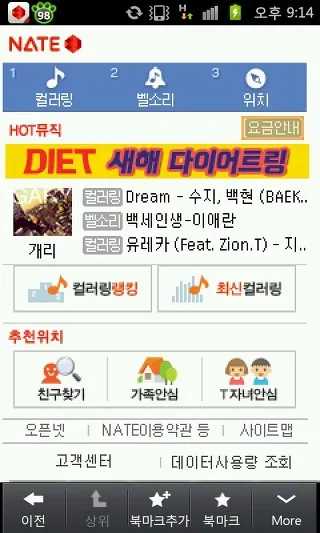 98 H 오후 9:14
NATE
1 2 3
컬러링 벨소리 위치
HOT뮤직 요금안내
DIET 새해 다이어트링
GARY
개리
컬러링 Dream - 수지, 백현 (BAEK..
벨소리 백세인생-이애란
컬러링 유레카 (Feat. Zion.T) - 지..
컬러링랭킹 최신컬러링
추천위치
친구찾기 가족안심 T자녀안심
오픈넷 | NATE이용약관 등 | 사이트맵
고객센터 | 데이터사용량 조회
이전 상위 북마크추가 북마크 More